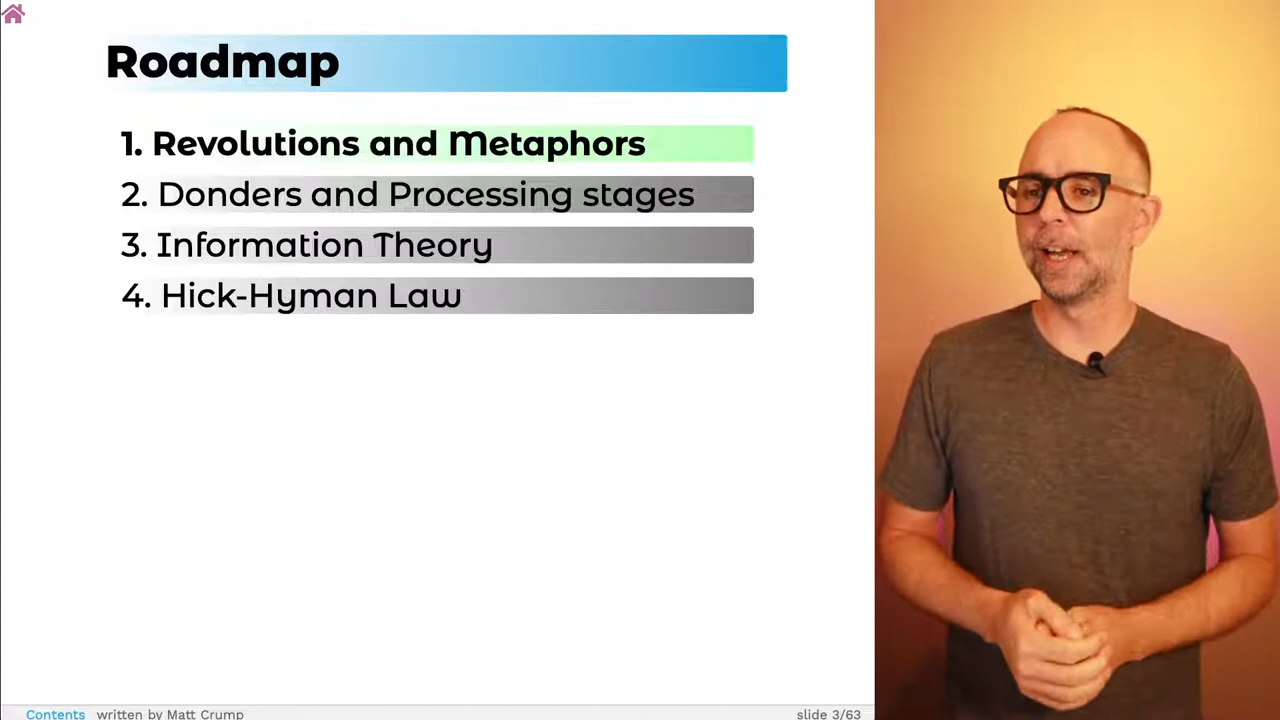 Roadmap
1. Revolutions and Metaphors
2. Donders and Processing stages
3. Information Theory
4. Hick-Hyman Law
Contents written by Matt Crump slide 3/63